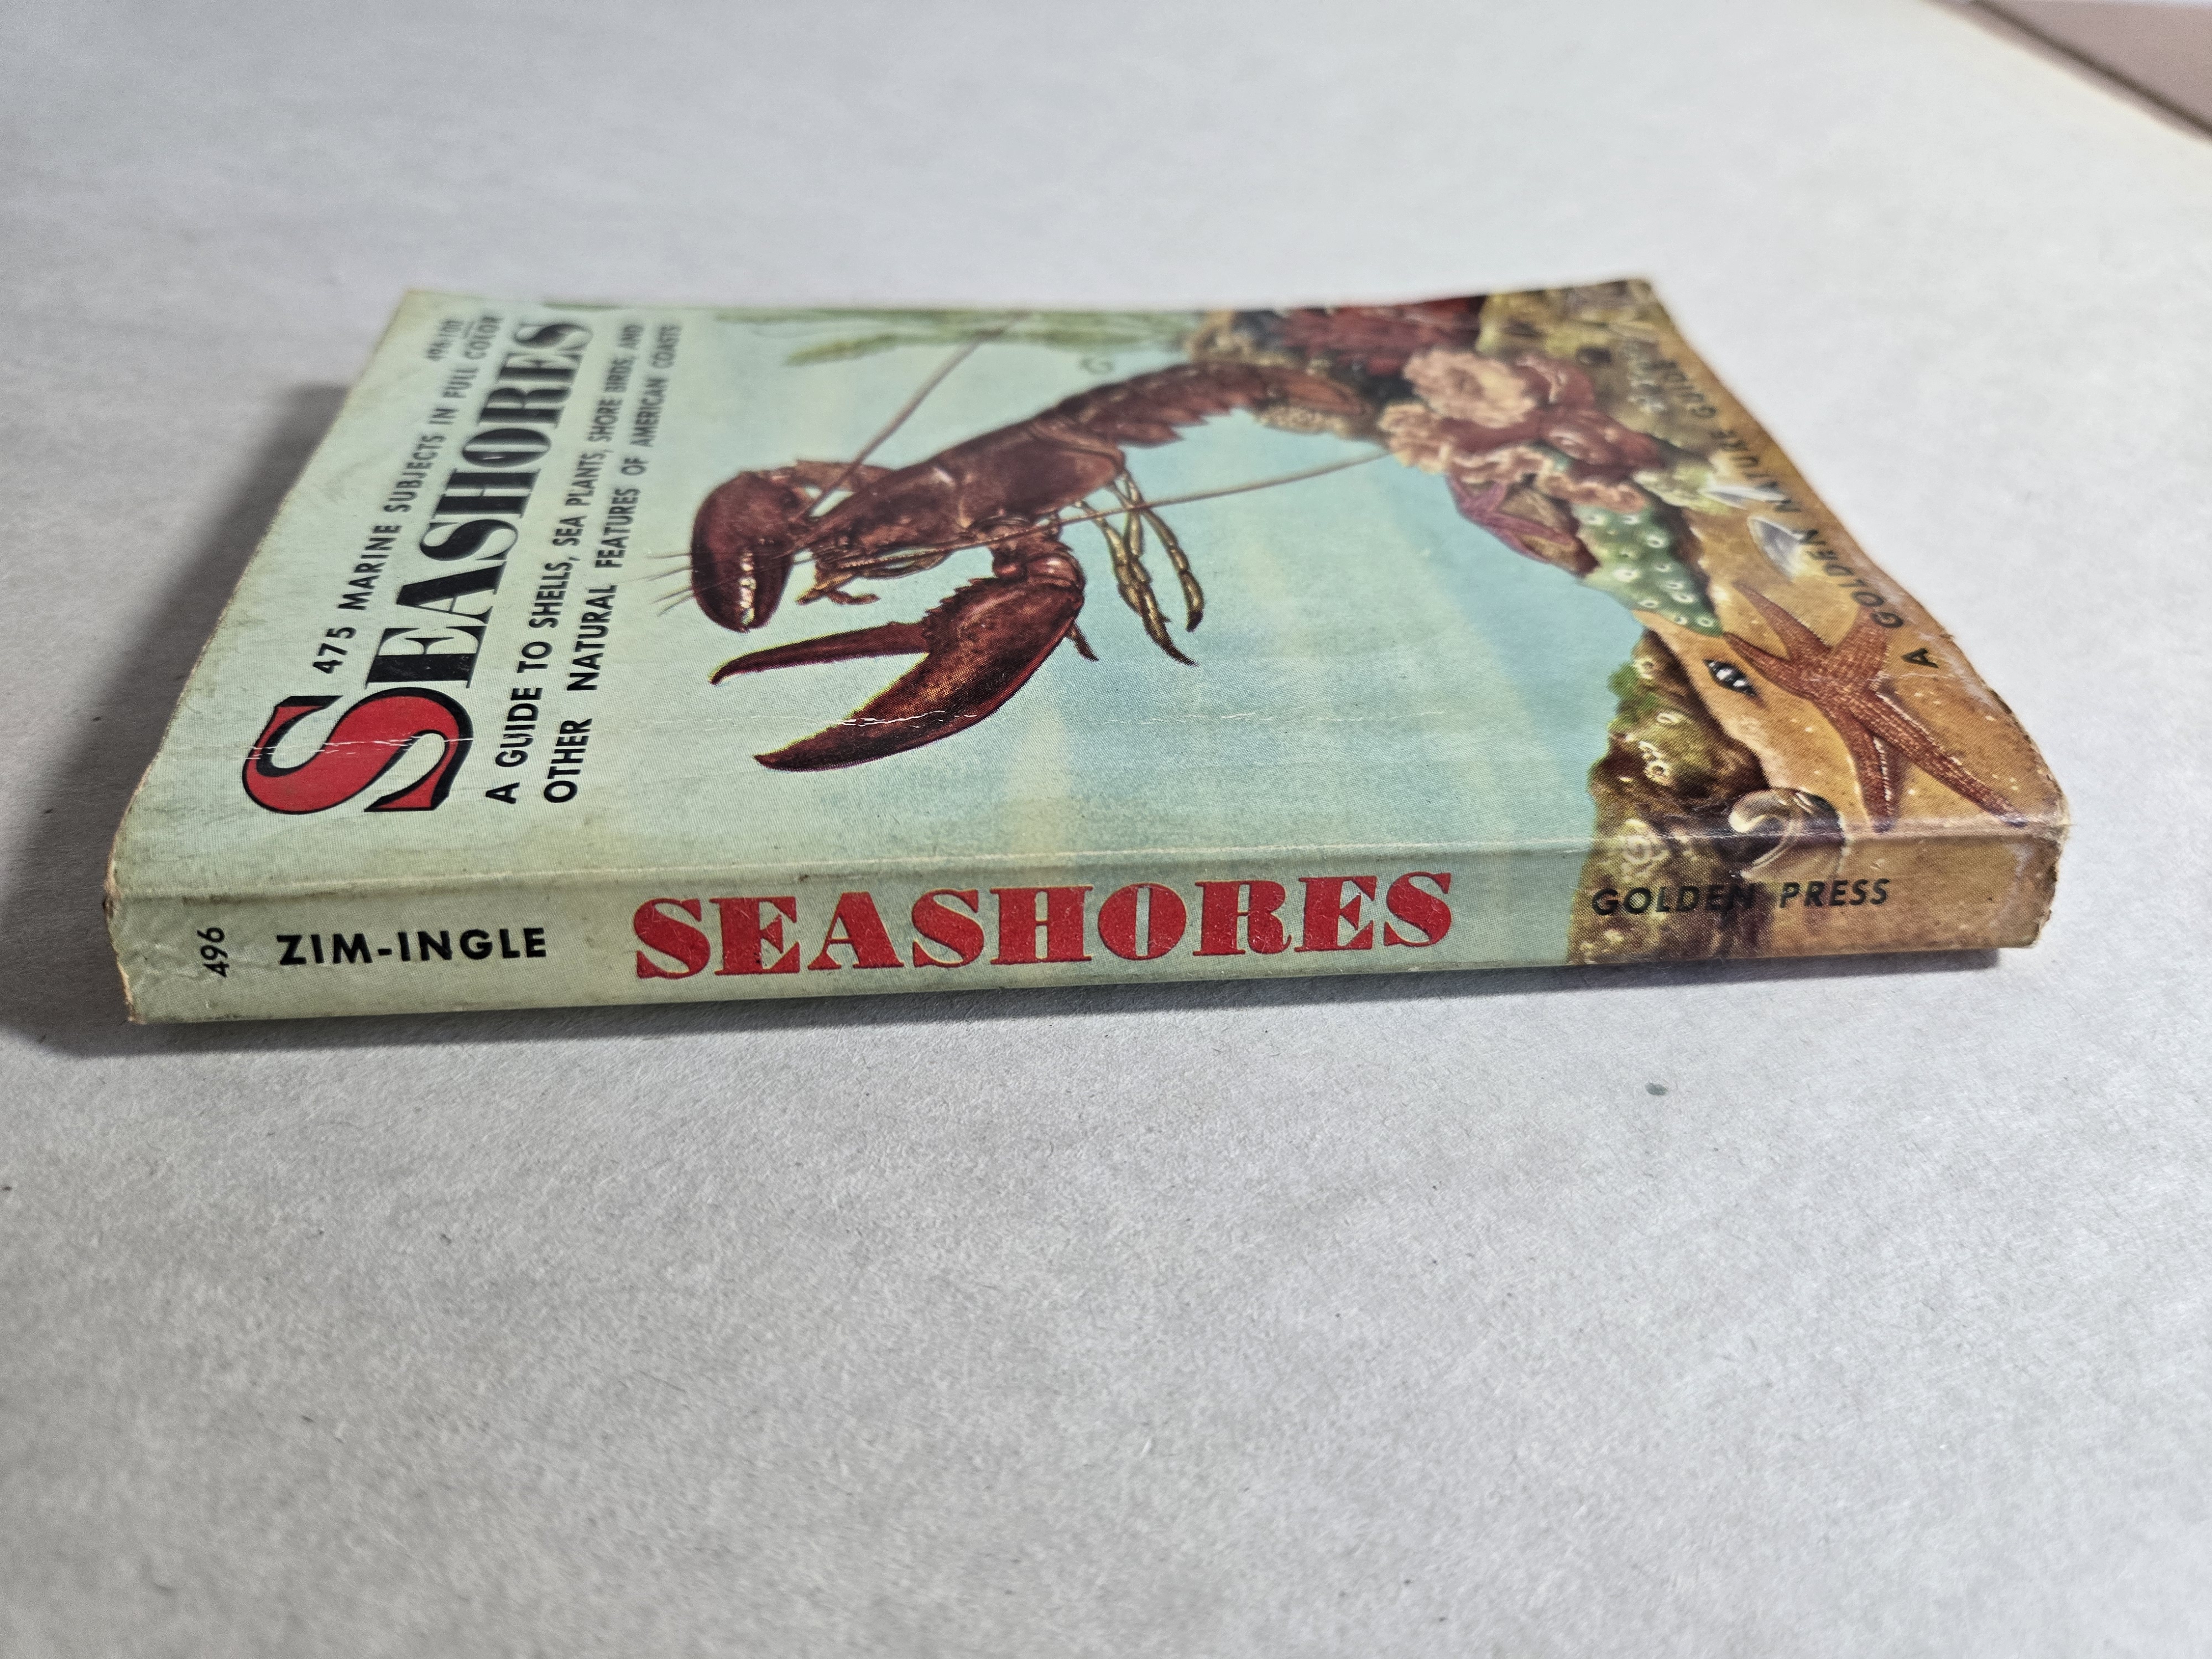 475 MARINE SUBJECTS IN FULL COLOR
SEASHORES
A GUIDE TO SHELLS, SEA PLANTS, SHORE BIRDS, AND
OTHER NATURAL FEATURES OF AMERICAN COASTS
A GOLDEN NATURE GUIDE
496
ZIM-INGLE
SEASHORES
GOLDEN PRESS